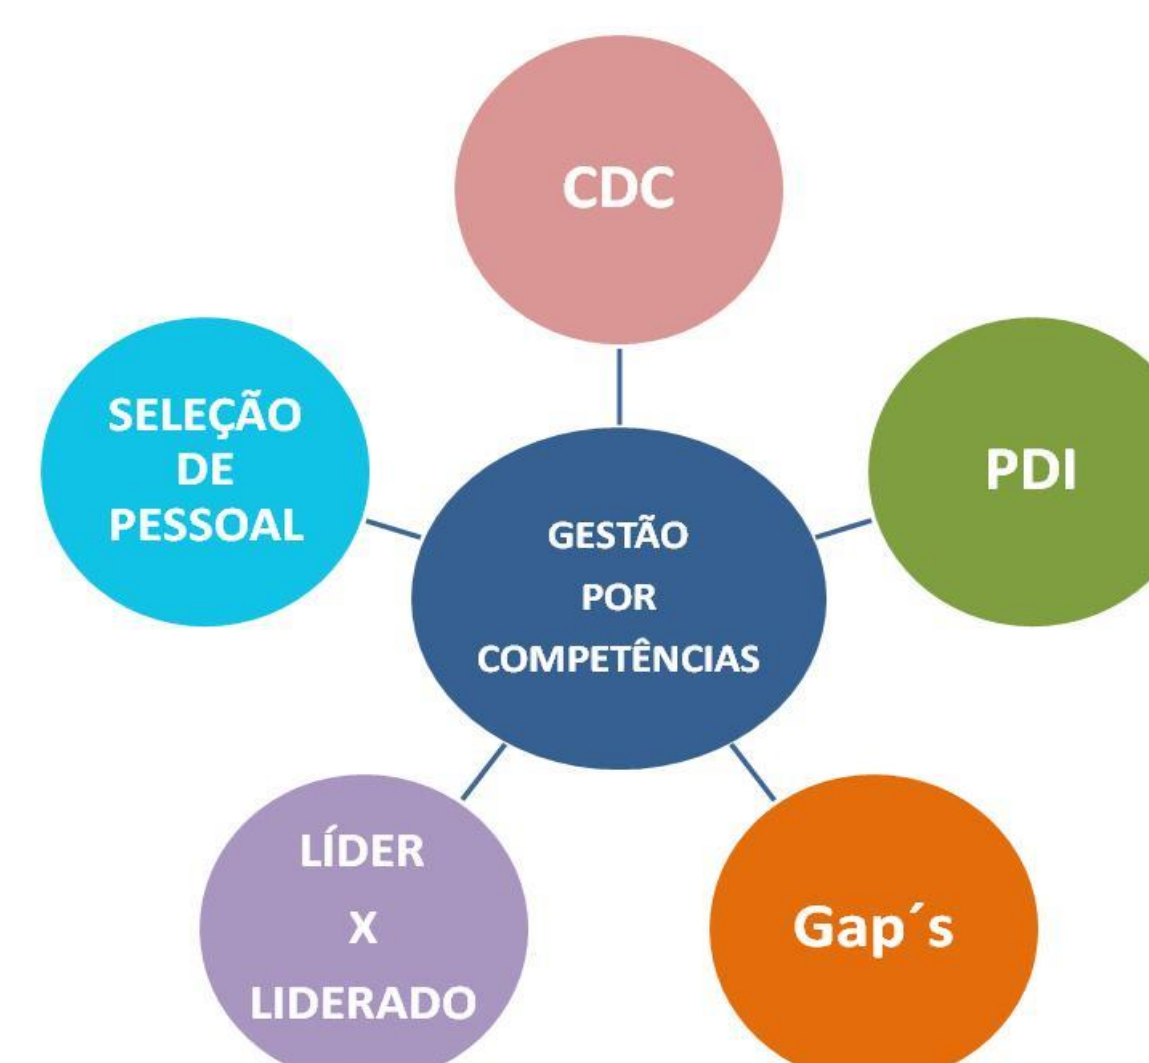 CDC
SELEÇÃO
DE
PESSOAL
PDI
GESTÃO
POR
COMPETÊNCIAS
LÍDER
X
LIDERADO
Gap´s